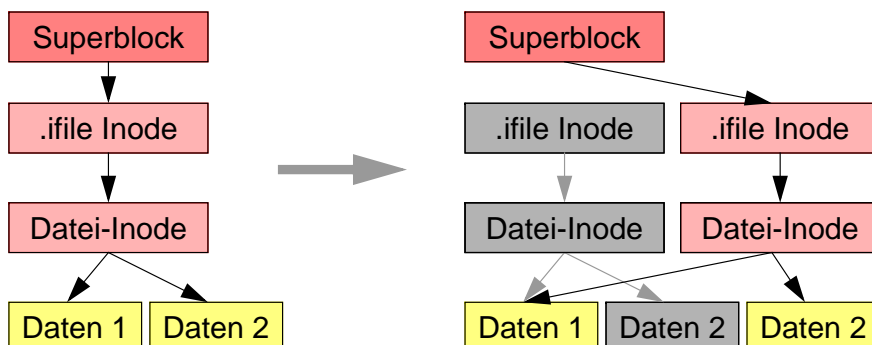 Superblock
Superblock
.ifile Inode
.ifile Inode
.ifile Inode
Datei-Inode
Datei-Inode
Datei-Inode
Daten 1
Daten 2
Daten 1
Daten 2
Daten 2